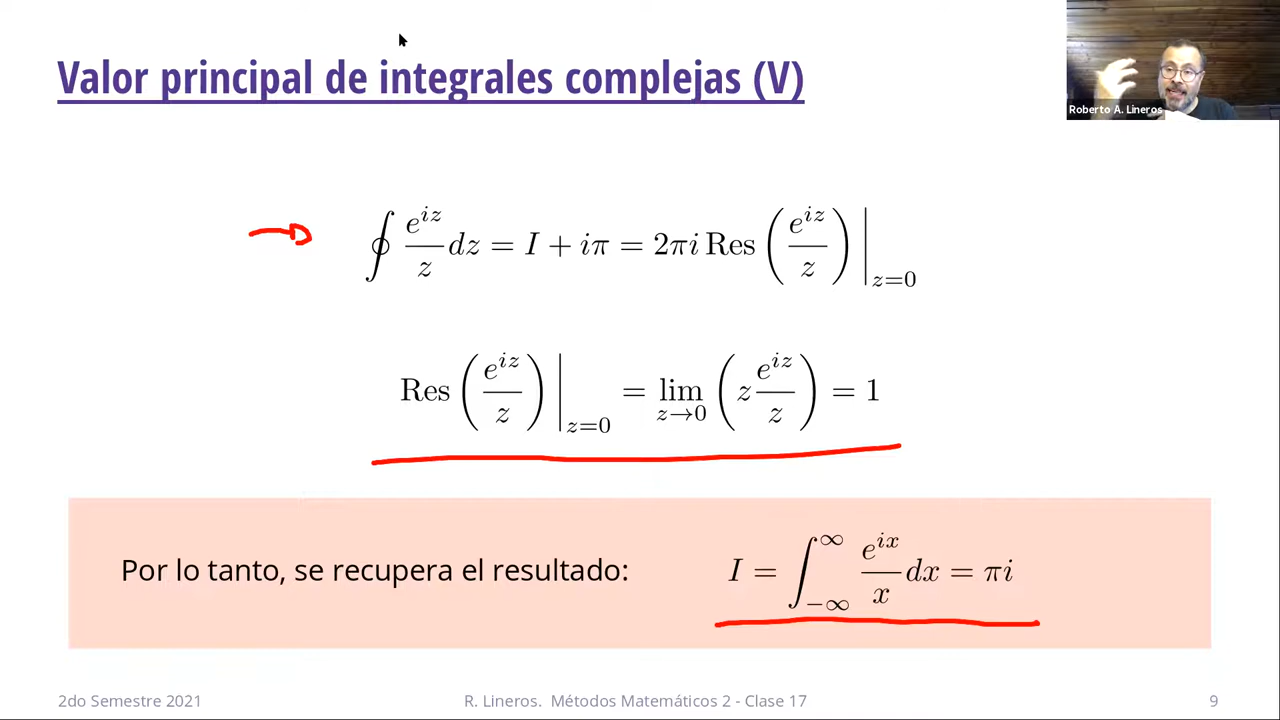 Valor principal de integrales complejas (V)
Roberto A. Lineros
∮ e^{iz}/z dz = I + iπ = 2πi Res(e^{iz}/z)|_{z=0}
Res(e^{iz}/z)|_{z=0} = lim_{z→0} (z e^{iz}/z) = 1
Por lo tanto, se recupera el resultado: I = ∫_{-∞}^{∞} e^{ix}/x dx = πi
2do Semestre 2021 R. Lineros. Métodos Matemáticos 2 - Clase 17 9